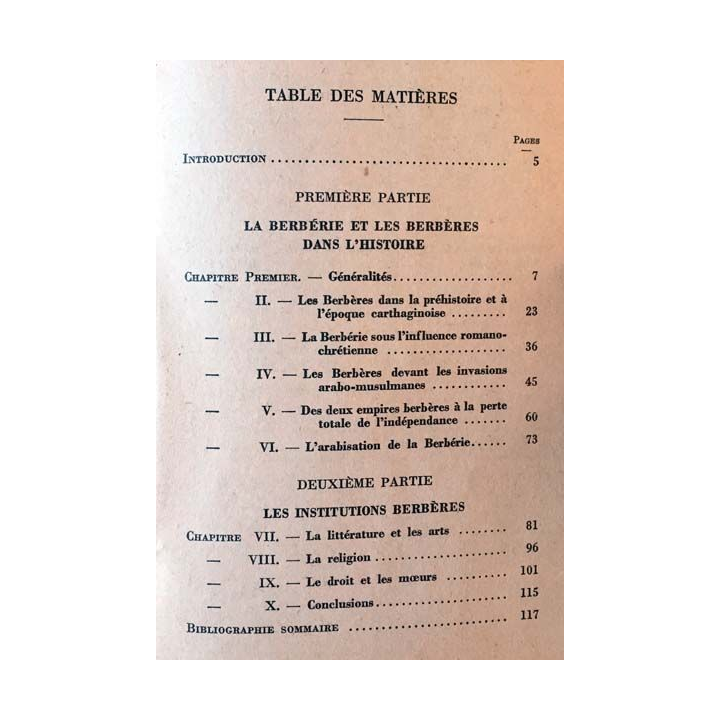 TABLE DES MATIÈRES
PAGES
INTRODUCTION .................................... 5
PREMIÈRE PARTIE
LA BERBÉRIE ET LES BERBÈRES
DANS L'HISTOIRE
CHAPITRE PREMIER. — Généralités.................. 7
— II. — Les Berbères dans la préhistoire et à
l'époque carthaginoise ......... 23
— III. — La Berbérie sous l'influence romano-
chrétienne .................. 36
— IV. — Les Berbères devant les invasions
arabo-musulmanes ............ 45
— V. — Des deux empires berbères à la perte
totale de l'indépendance ....... 60
— VI. — L'arabisation de la Berbérie...... 73
DEUXIÈME PARTIE
LES INSTITUTIONS BERBÈRES
CHAPITRE VII. — La littérature et les arts ........ 81
— VIII. — La religion .................... 96
— IX. — Le droit et les mœurs ......... 101
— X. — Conclusions.................... 115
BIBLIOGRAPHIE SOMMAIRE ........................ 117